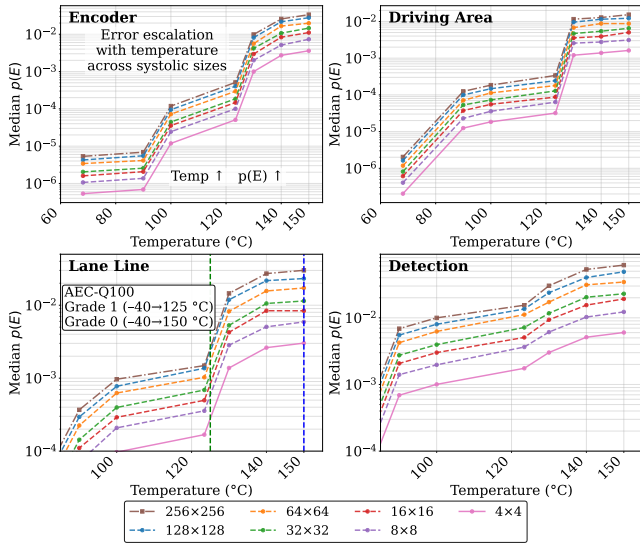 Encoder
Error escalation
with temperature
across systolic sizes
Temp ↑ p(E) ↑
Median p(E)
10⁻²
10⁻³
10⁻⁴
10⁻⁵
10⁻⁶
60
80
100
120
140
150
Temperature (°C)
Driving Area
Median p(E)
10⁻²
10⁻³
10⁻⁴
10⁻⁵
10⁻⁶
60
80
100
120
140
150
Temperature (°C)
Lane Line
AEC-Q100
Grade 1 (–40→125 °C)
Grade 0 (–40→150 °C)
Median p(E)
10⁻²
10⁻³
10⁻⁴
100
120
140
150
Temperature (°C)
Detection
Median p(E)
10⁻²
10⁻³
10⁻⁴
100
120
140
150
Temperature (°C)
256×256 64×64 16×16 4×4
128×128 32×32 8×8